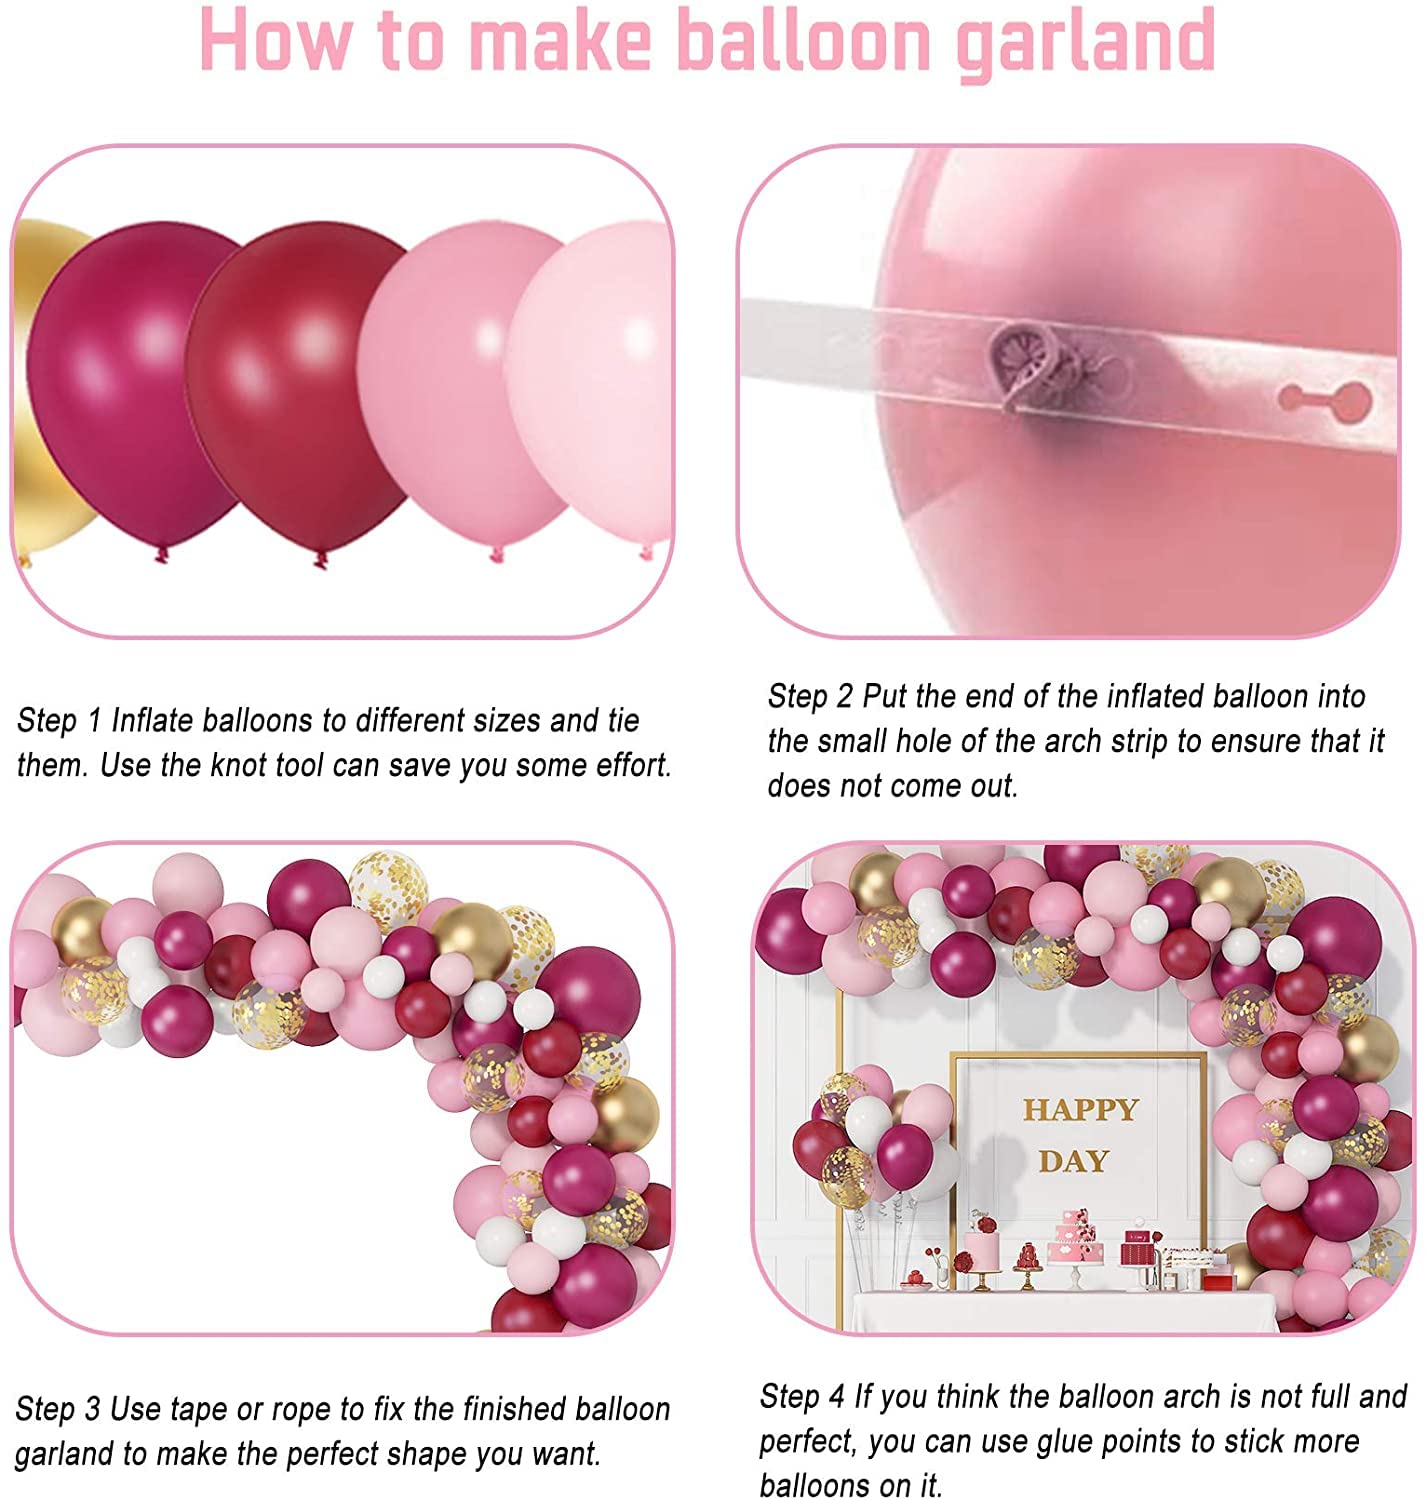 How to make balloon garland
Step 1 Inflate balloons to different sizes and tie
them. Use the knot tool can save you some effort.
Step 2 Put the end of the inflated balloon into
the small hole of the arch strip to ensure that it
does not come out.
HAPPY
DAY
Step 3 Use tape or rope to fix the finished balloon
garland to make the perfect shape you want.
Step 4 If you think the balloon arch is not full and
perfect, you can use glue points to stick more
balloons on it.